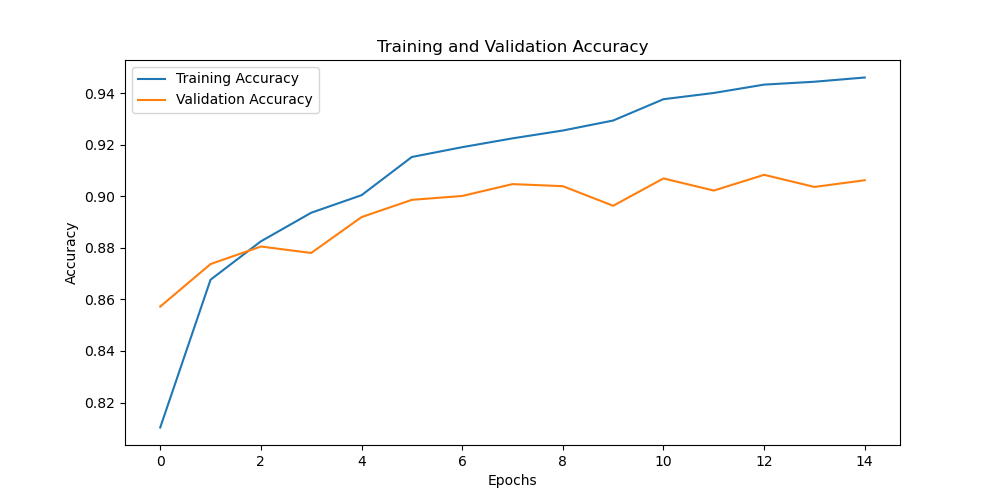 Training and Validation Accuracy
Training Accuracy
Validation Accuracy
Accuracy
0.94
0.92
0.90
0.88
0.86
0.84
0.82
0 2 4 6 8 10 12 14
Epochs